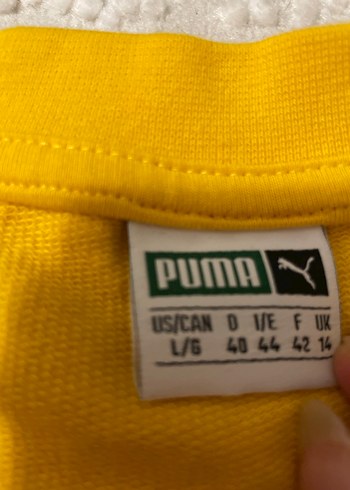 PUMA
US/CAN D I/E F UK
L/G 40 44 42 14